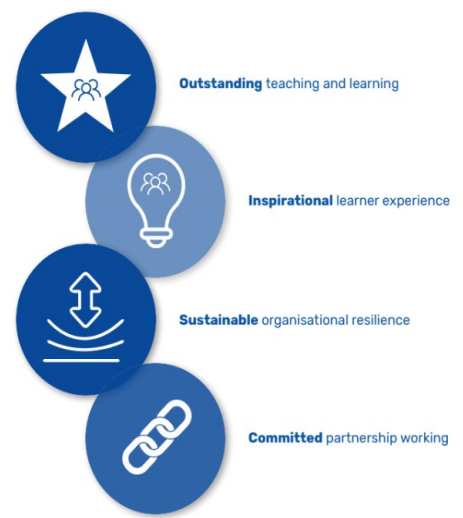 Outstanding teaching and learning
Inspirational learner experience
Sustainable organisational resilience
Committed partnership working